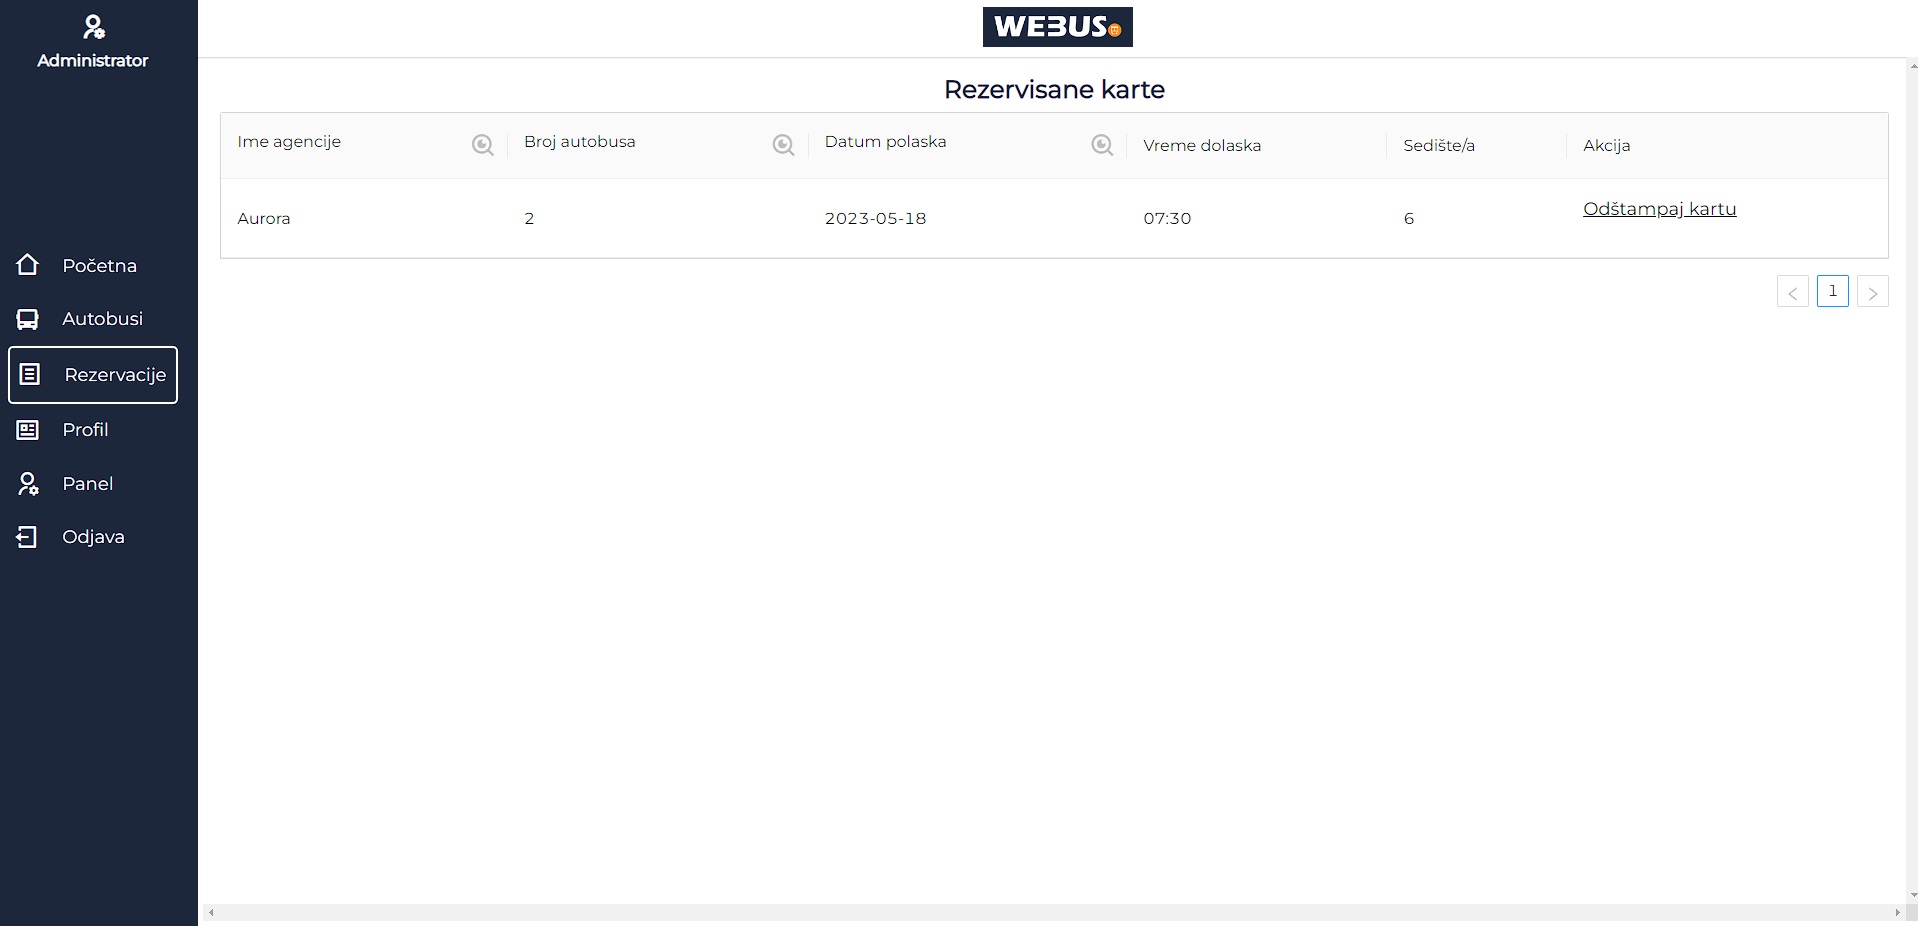 Administrator
WEBUS
Rezervisane karte
Ime agencije Broj autobusa Datum polaska Vreme dolaska Sedište/a Akcija
Aurora 2 2023-05-18 07:30 6 Odštampaj kartu
1
Početna
Autobusi
Rezervacije
Profil
Panel
Odjava